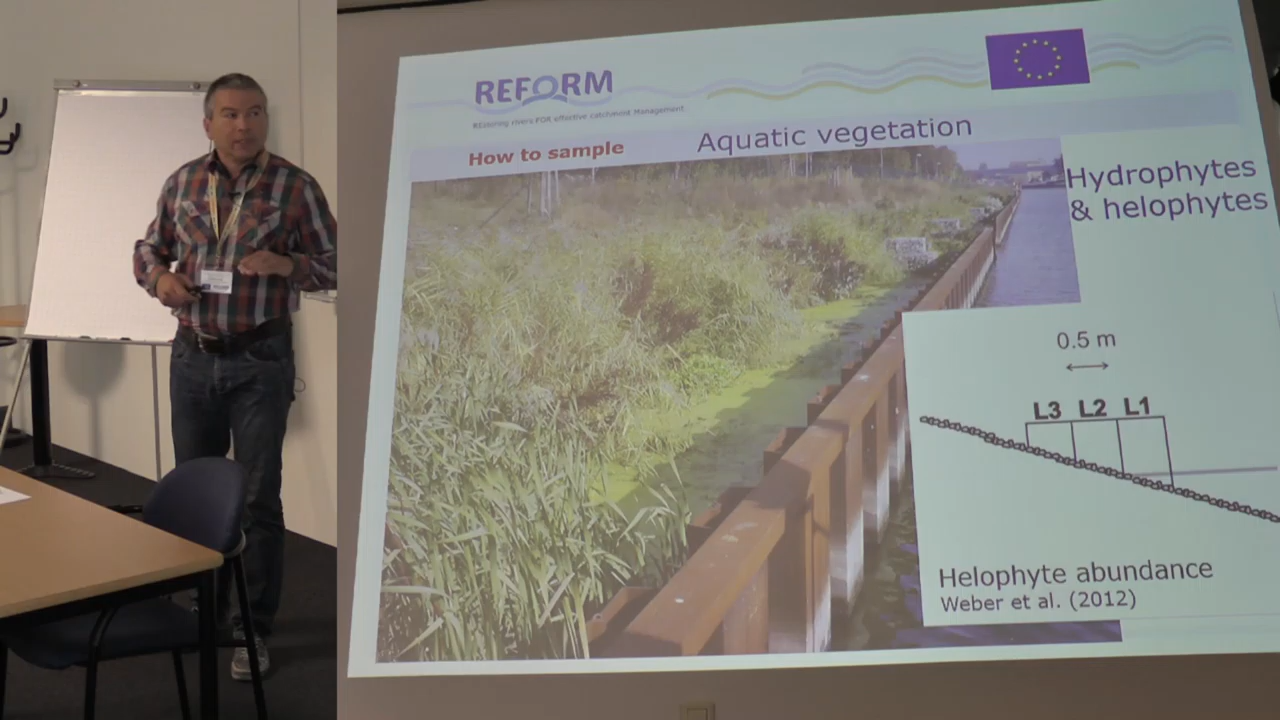 REFORM
REstoring rivers FOR effective catchment Management
How to sample
Aquatic vegetation
Hydrophytes
& helophytes
0.5 m
L3 L2 L1
Helophyte abundance
Weber et al. (2012)